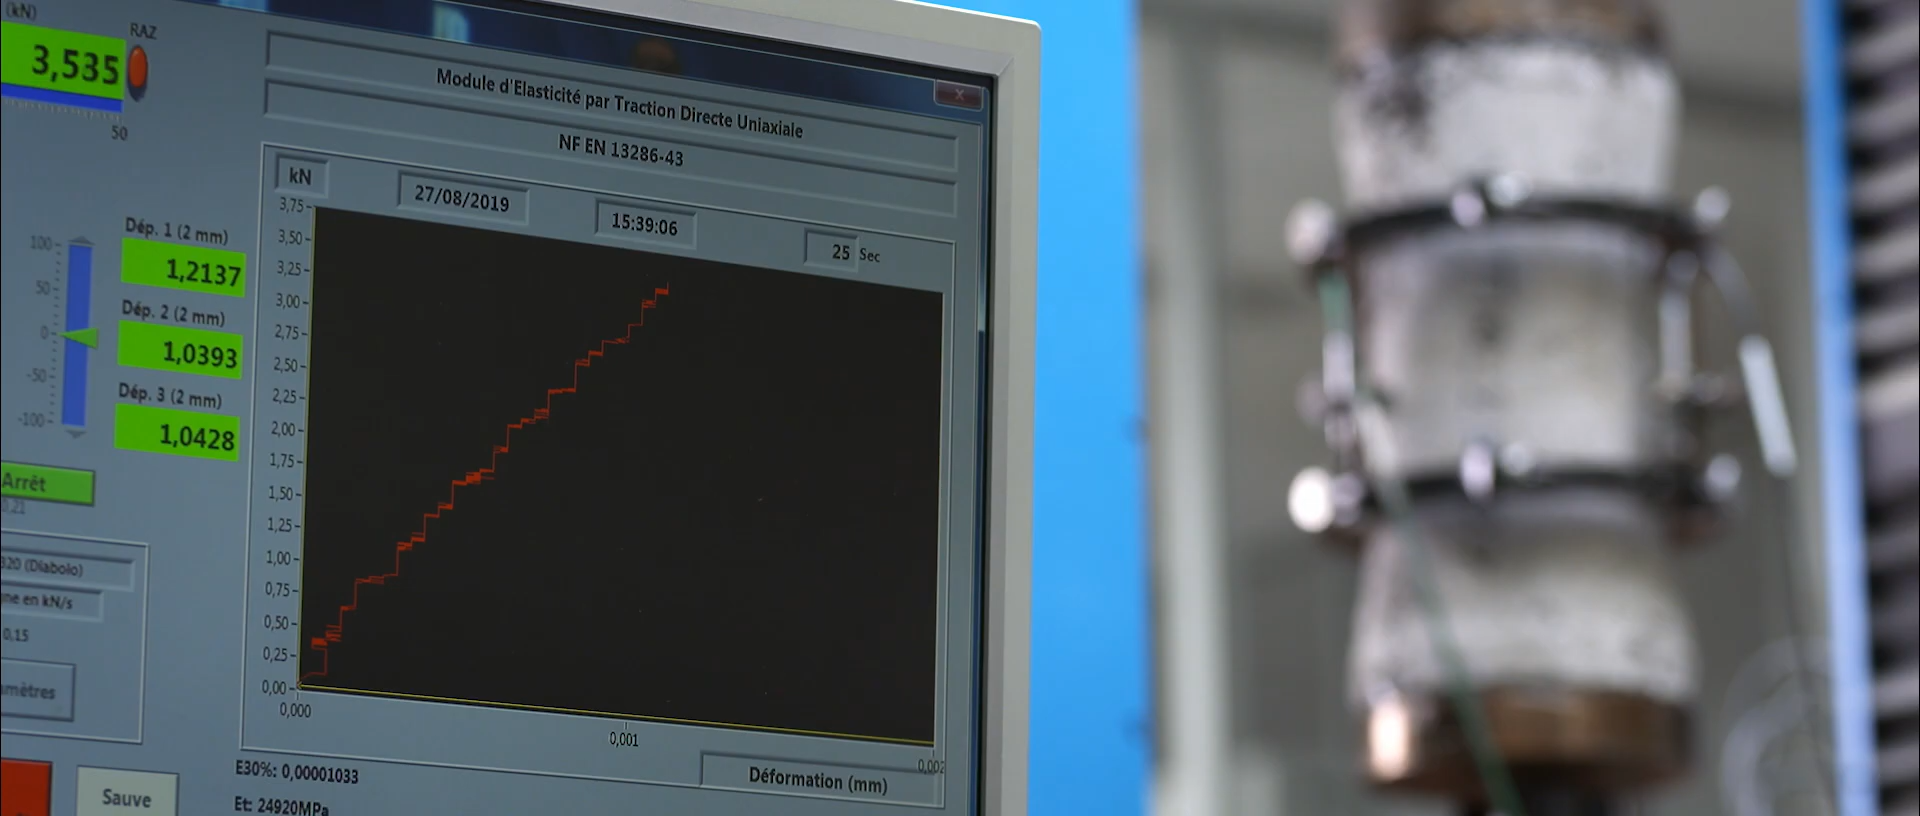 (kN)
3,535
RAZ
50
Module d'Elasticité par Traction Directe Uniaxiale
NF EN 13286-43
kN
27/08/2019
15:39:06
25 Sec
3,75
3,50
3,25
3,00
2,75
2,50
2,25
2,00
1,75
1,50
1,25
1,00
0,75
0,50
0,25
0,00
0,000
0,001
0,002
Déformation (mm)
Dép. 1 (2 mm)
1,2137
Dép. 2 (2 mm)
1,0393
Dép. 3 (2 mm)
1,0428
100
50
0
-50
-100
Arrêt
0,21
320 (Diabolo)
me en kN/s
0,15
amètres
Sauve
E30%: 0,00001033
Et: 24920MPa